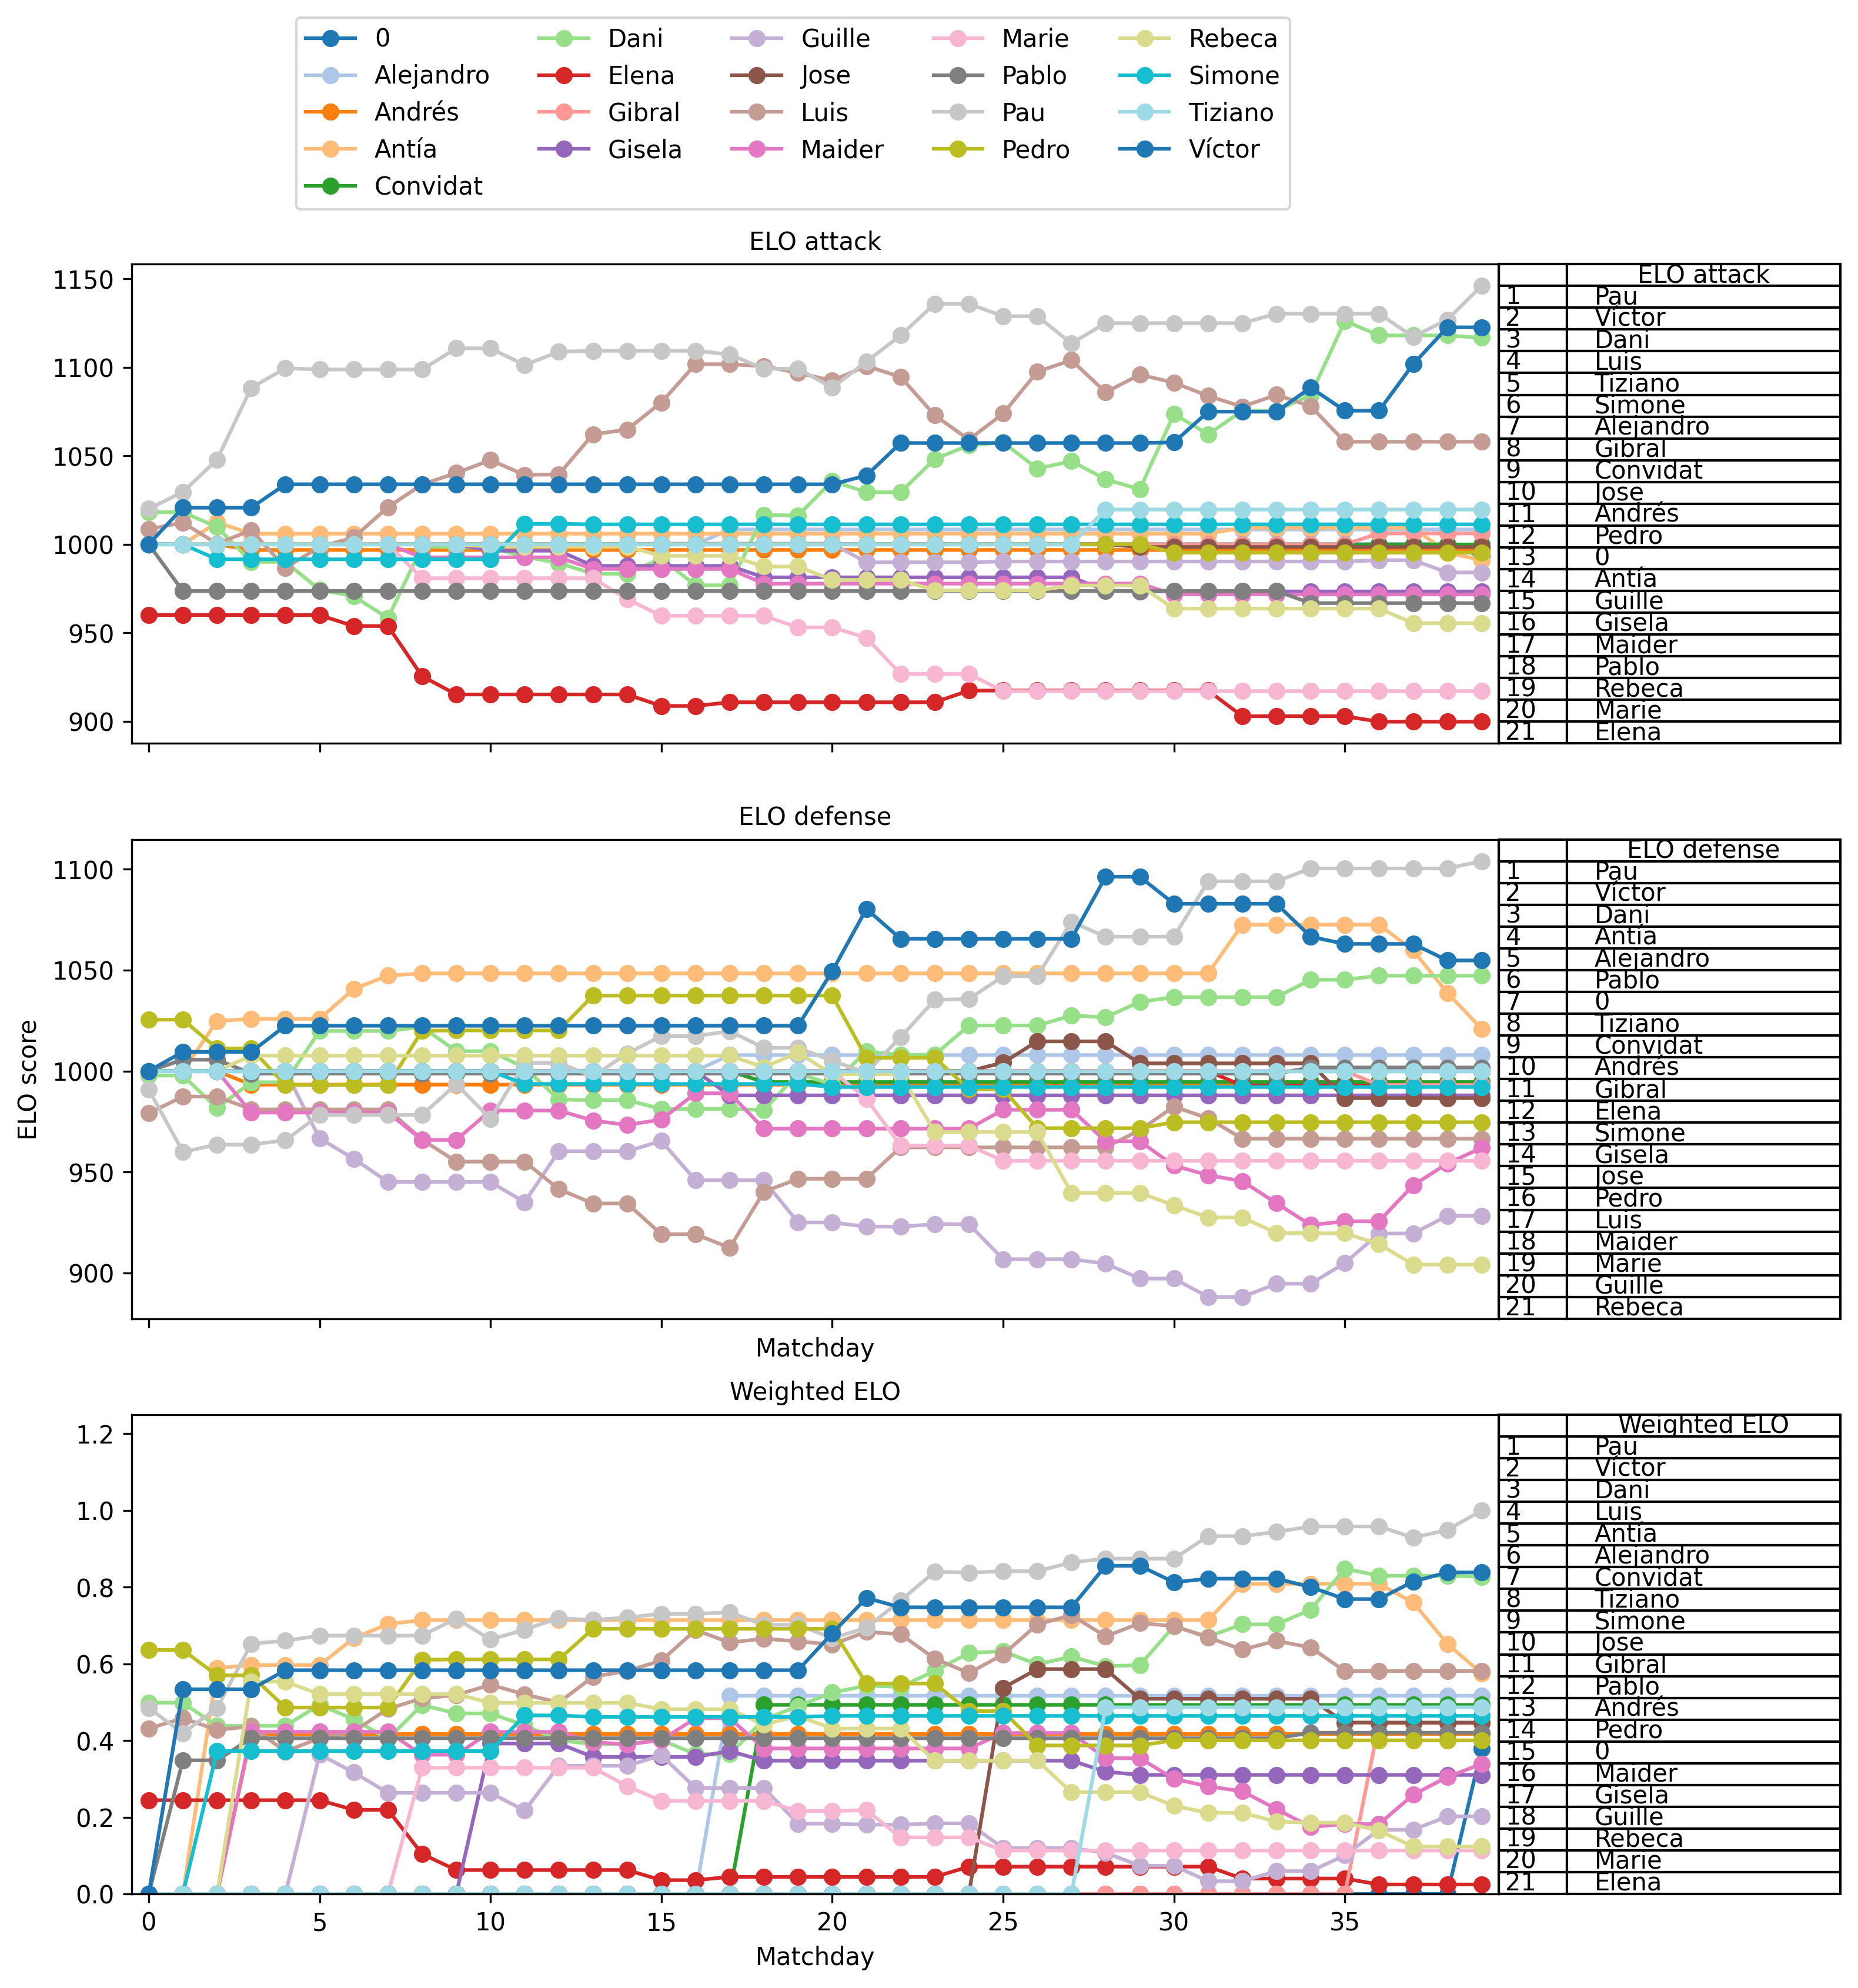 0 Dani Guille Marie Rebeca
Alejandro Elena Jose Pablo Simone
Andrés Gibral Luis Pau Tiziano
Antía Gisela Maider Pedro Víctor
Convidat
ELO attack
1150
1100
1050
1000
950
900
ELO attack
1 Pau
2 Víctor
3 Dani
4 Luis
5 Tiziano
6 Simone
7 Alejandro
8 Gibral
9 Convidat
10 Jose
11 Andrés
12 Pedro
13 0
14 Antía
15 Guille
16 Gisela
17 Maider
18 Pablo
19 Rebeca
20 Marie
21 Elena
ELO defense
ELO score
1100
1050
1000
950
900
Matchday
ELO defense
1 Pau
2 Víctor
3 Dani
4 Antía
5 Alejandro
6 Pablo
7 0
8 Tiziano
9 Convidat
10 Andrés
11 Gibral
12 Elena
13 Simone
14 Gisela
15 Jose
16 Pedro
17 Luis
18 Maider
19 Marie
20 Guille
21 Rebeca
Weighted ELO
1.2
1.0
0.8
0.6
0.4
0.2
0.0
0 5 10 15 20 25 30 35
Matchday
Weighted ELO
1 Pau
2 Víctor
3 Dani
4 Luis
5 Antía
6 Alejandro
7 Convidat
8 Tiziano
9 Simone
10 Jose
11 Gibral
12 Pablo
13 Andrés
14 Pedro
15 0
16 Maider
17 Gisela
18 Guille
19 Rebeca
20 Marie
21 Elena